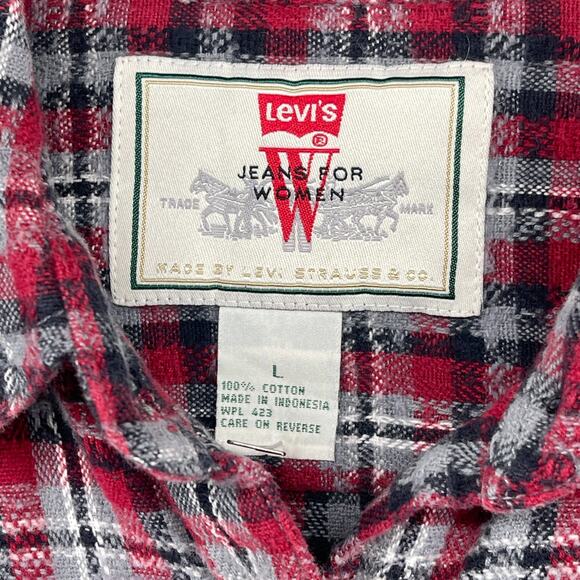 LEVI'S
®
JEANS FOR
WOMEN
W
TRADE MARK
MADE BY LEVI STRAUSS & CO.
L
100% COTTON
MADE IN INDONESIA
WPL 423
CARE ON REVERSE